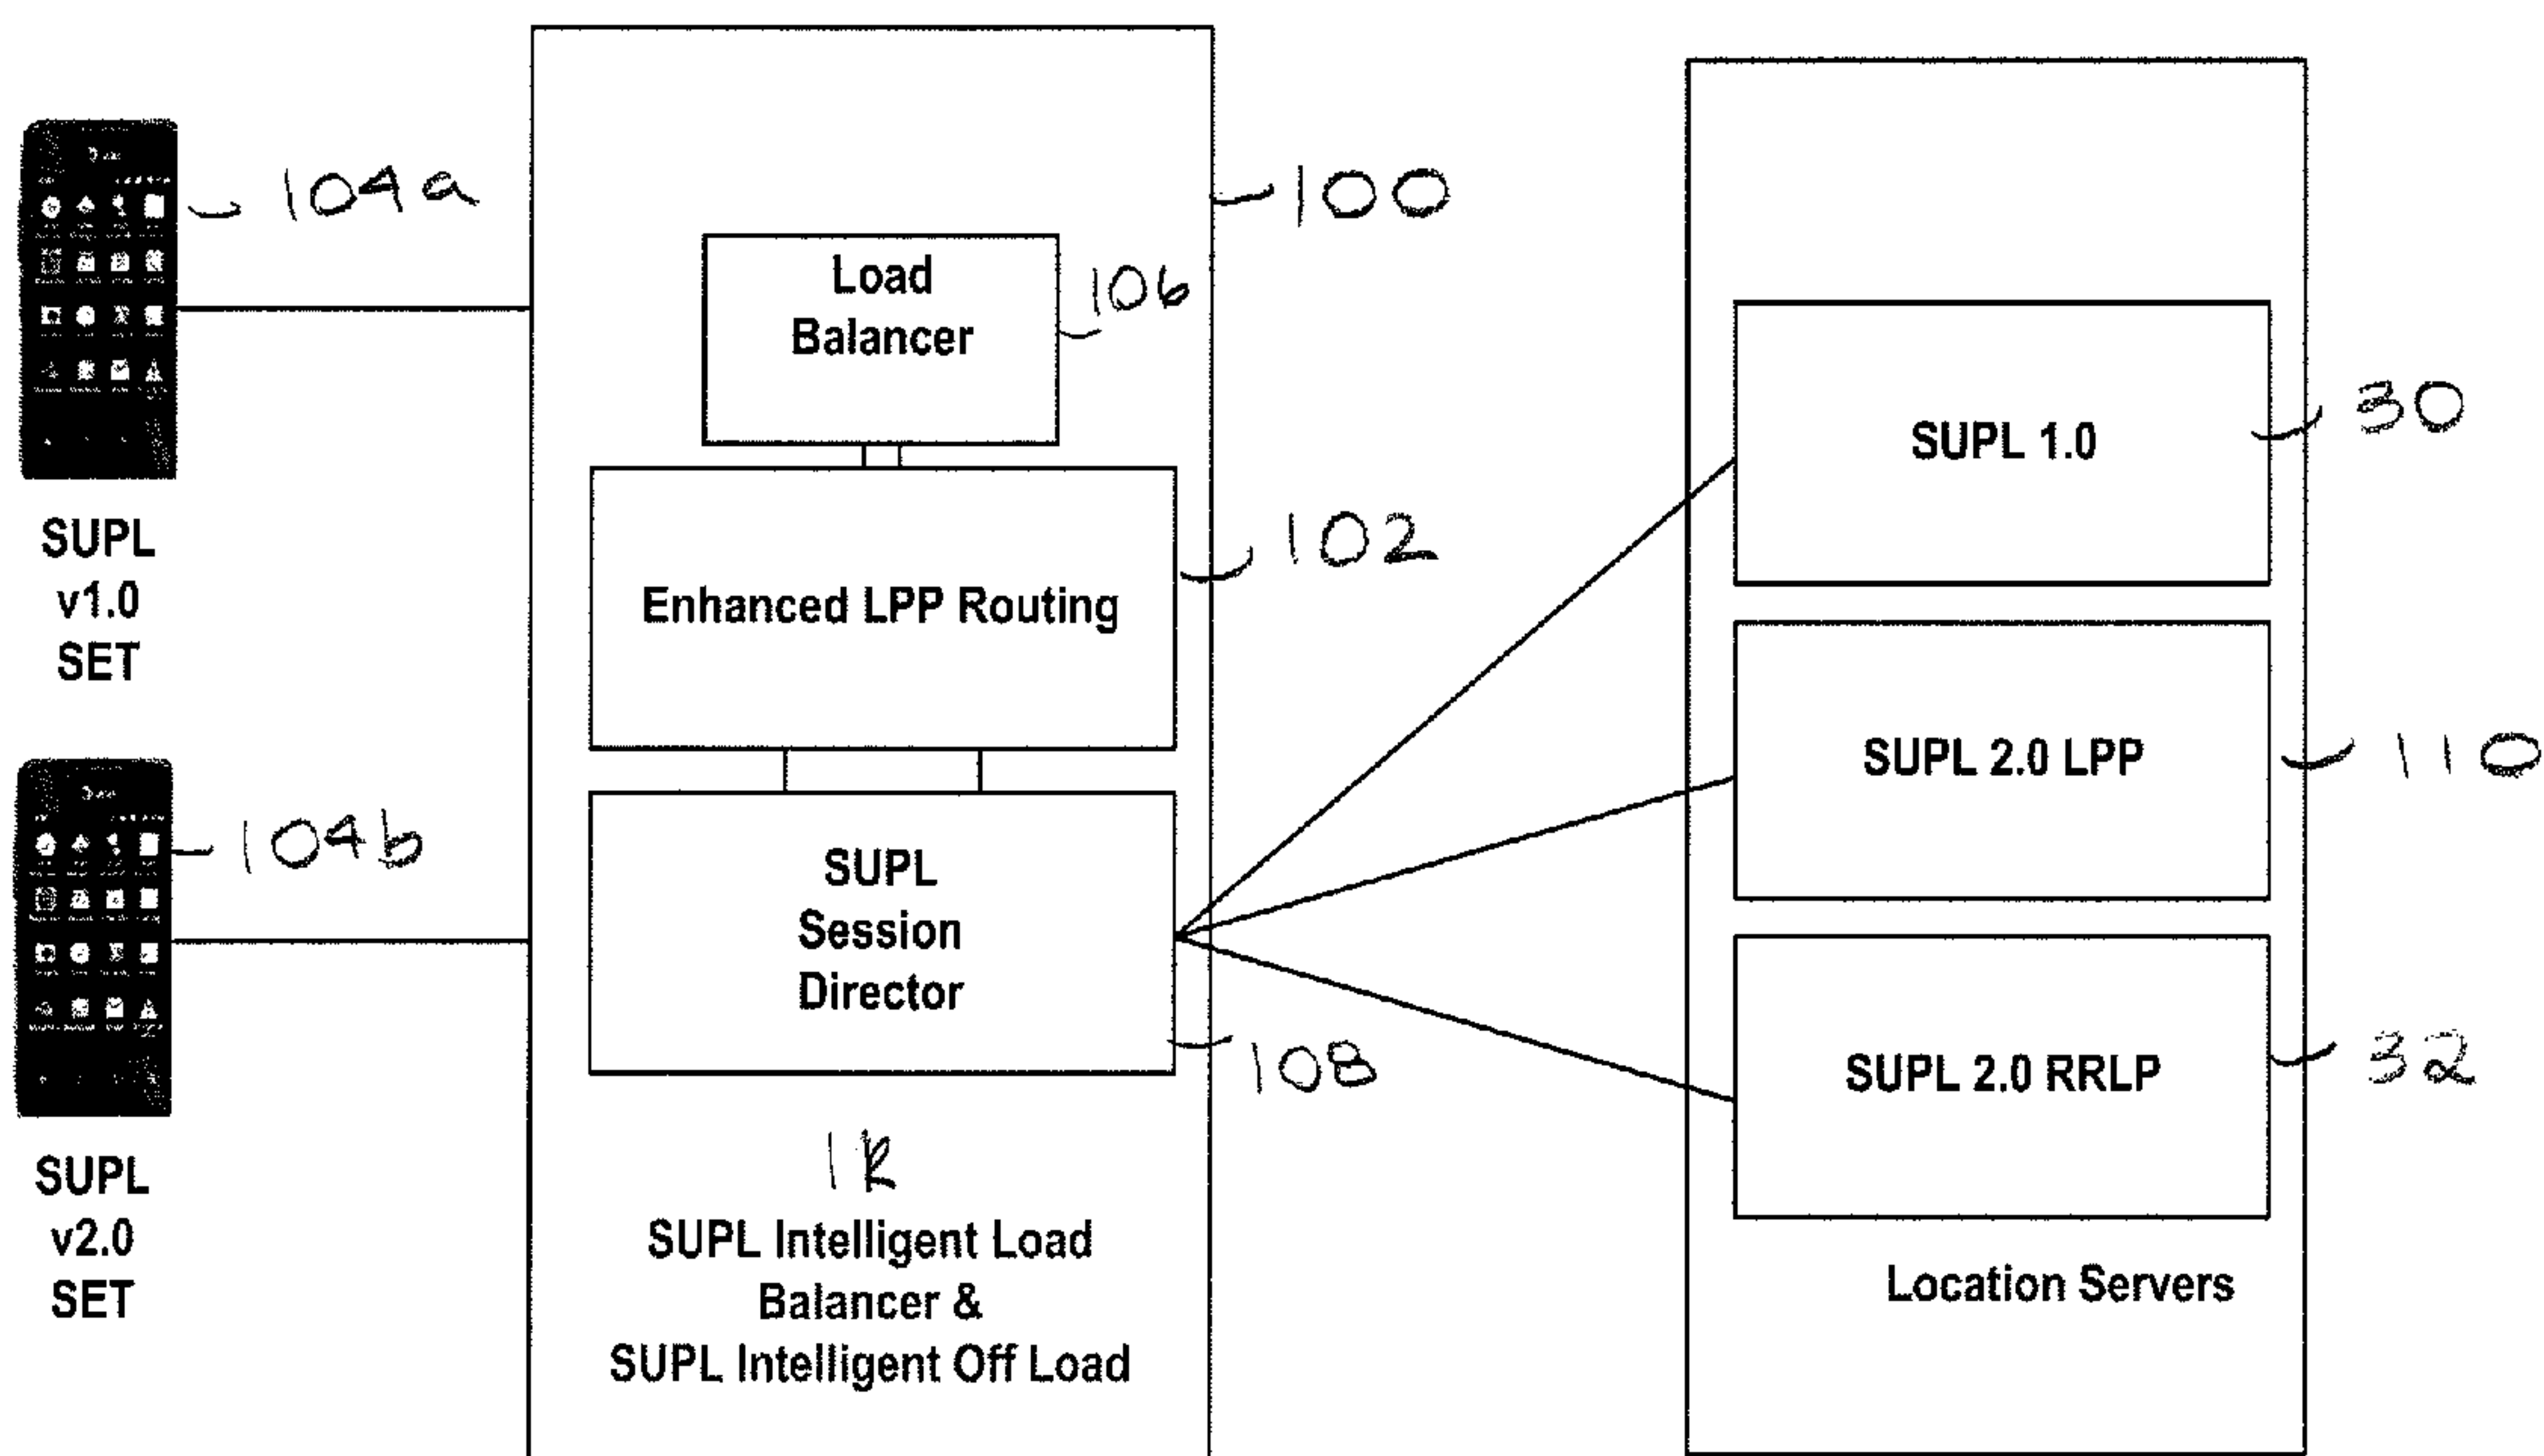 104a
SUPL
v1.0
SET
104b
SUPL
v2.0
SET
100
Load
Balancer
106
Enhanced LPP Routing
102
SUPL
Session
Director
108
1R
SUPL Intelligent Load
Balancer &
SUPL Intelligent Off Load
SUPL 1.0
30
SUPL 2.0 LPP
110
SUPL 2.0 RRLP
32
Location Servers